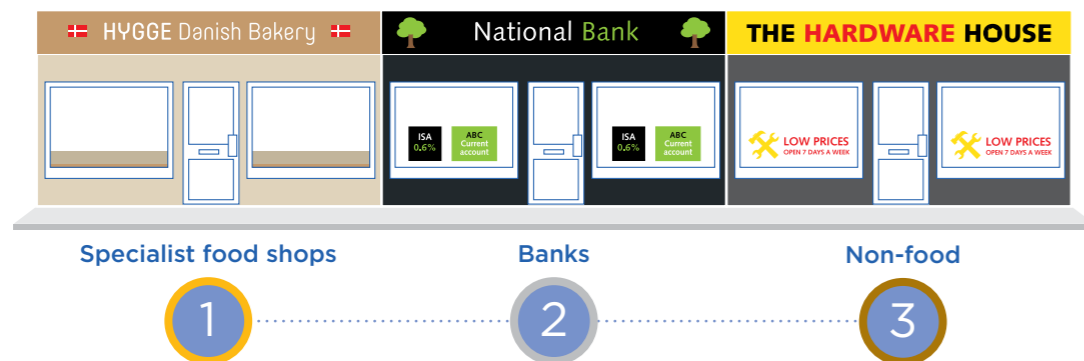 HYGGE Danish Bakery
National Bank
THE HARDWARE HOUSE
ISA
0.6%
ABC
Current
account
ISA
0.6%
ABC
Current
account
LOW PRICES
OPEN 7 DAYS A WEEK
LOW PRICES
OPEN 7 DAYS A WEEK
Specialist food shops
Banks
Non-food
1
2
3